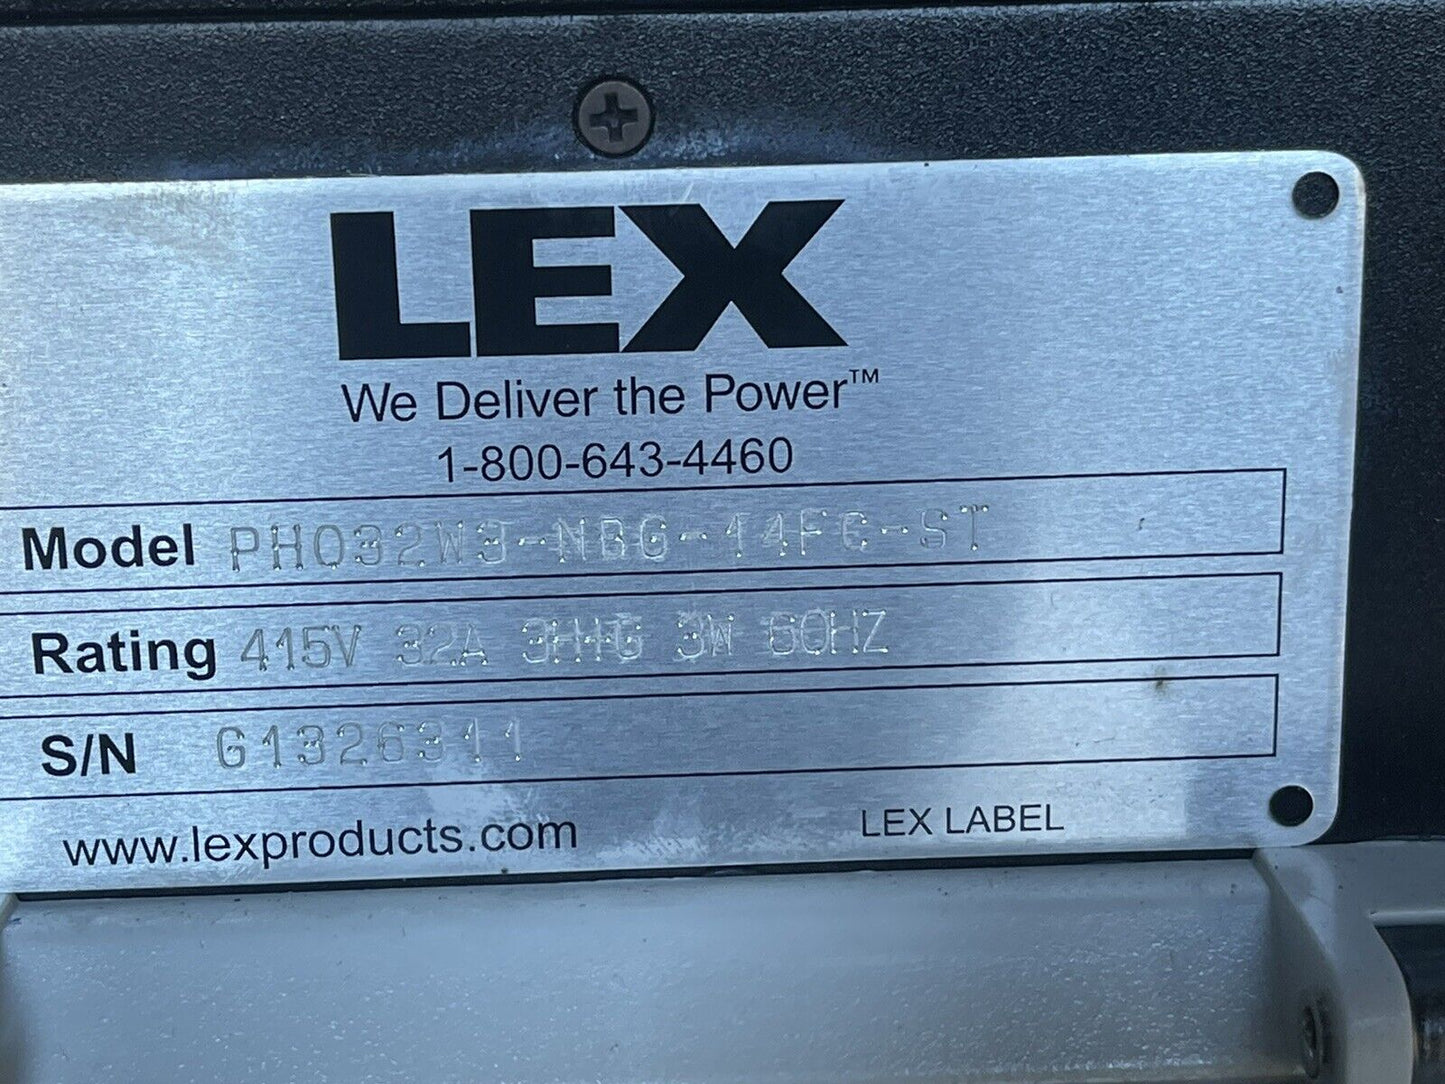 LEX
We Deliver the Power™
1-800-643-4460
Model PH032W3-NBG-14FC-ST
Rating 415V 32A 3H+G 3W 60HZ
S/N G1326311
www.lexproducts.com
LEX LABEL